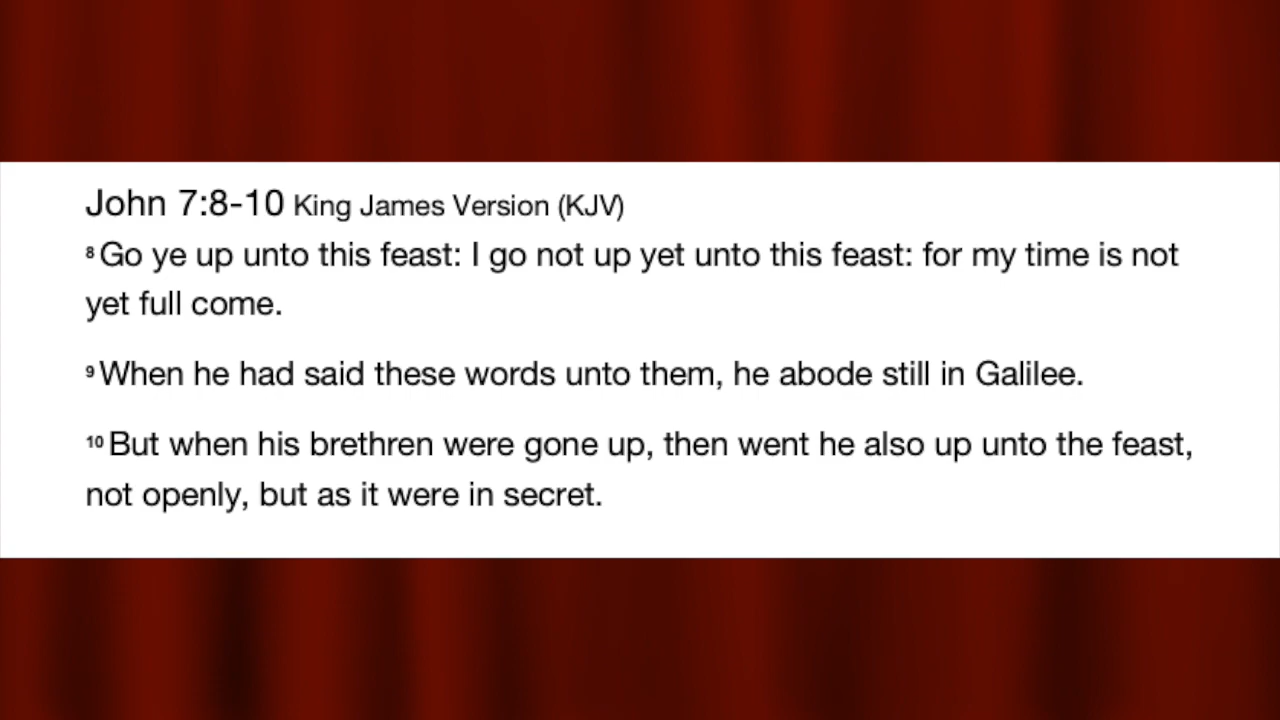 John 7:8-10 King James Version (KJV)
8 Go ye up unto this feast: I go not up yet unto this feast: for my time is not
yet full come.
9 When he had said these words unto them, he abode still in Galilee.
10 But when his brethren were gone up, then went he also up unto the feast,
not openly, but as it were in secret.